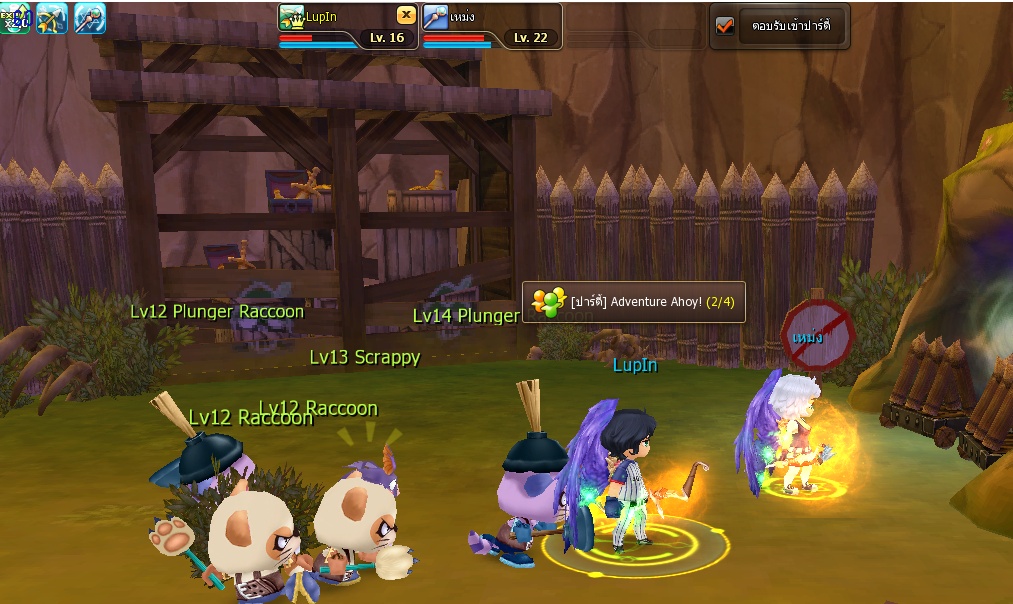 EXP
x20
LupIn
Lv. 16
เหม่ง
Lv. 22
ตอบรับเข้าปาร์ตี้
[ปาร์ตี้] Adventure Ahoy! (2/4)
Lv12 Plunger Raccoon
Lv14 Plunger
เหม่ง
Lv13 Scrappy
LupIn
Lv12 Raccoon
Lv12 Raccoon